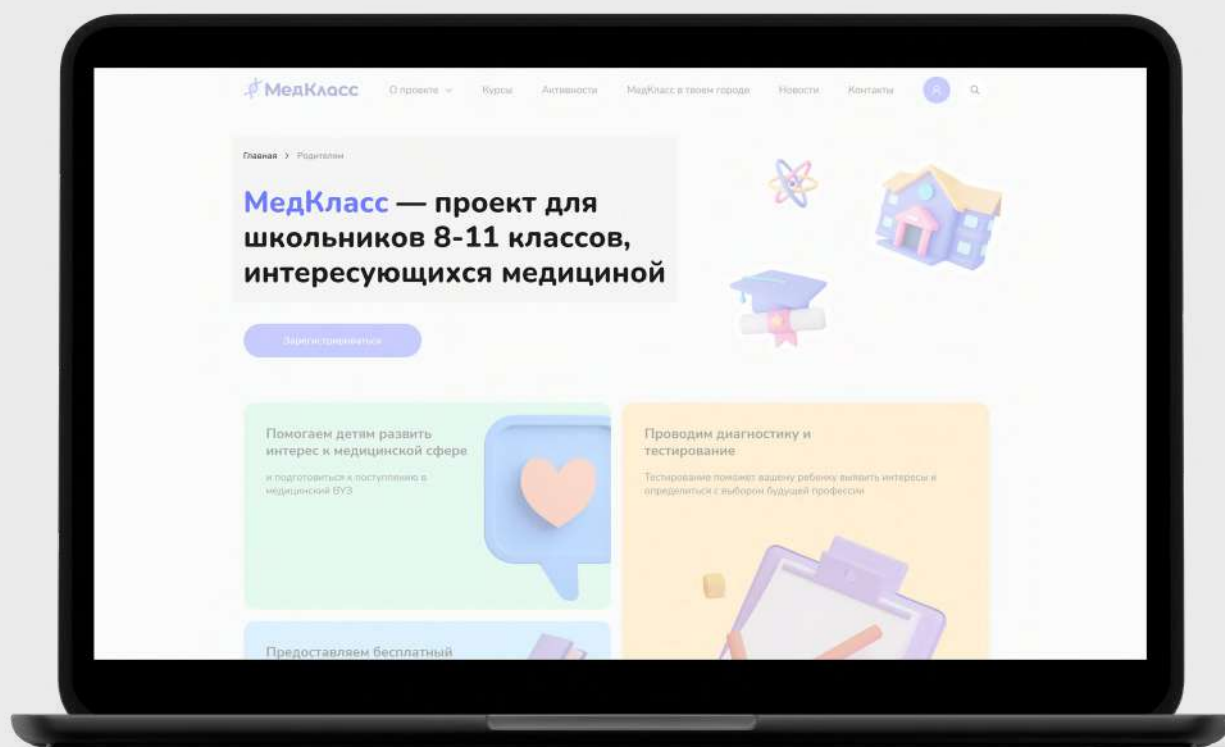 МедКласс
О проекте
Курсы
Активности
МедКласс в твоем городе
Новости
Контакты
Главная > Родителям
МедКласс — проект для
школьников 8-11 классов,
интересующихся медициной
Зарегистрироваться
Помогаем детям развить
интерес к медицинской сфере
и подготовиться к поступлению в
медицинский ВУЗ
Проводим диагностику и
тестирование
Тестирование поможет вашему ребенку выявить интересы и
определиться с выбором будущей профессии
Предоставляем бесплатный